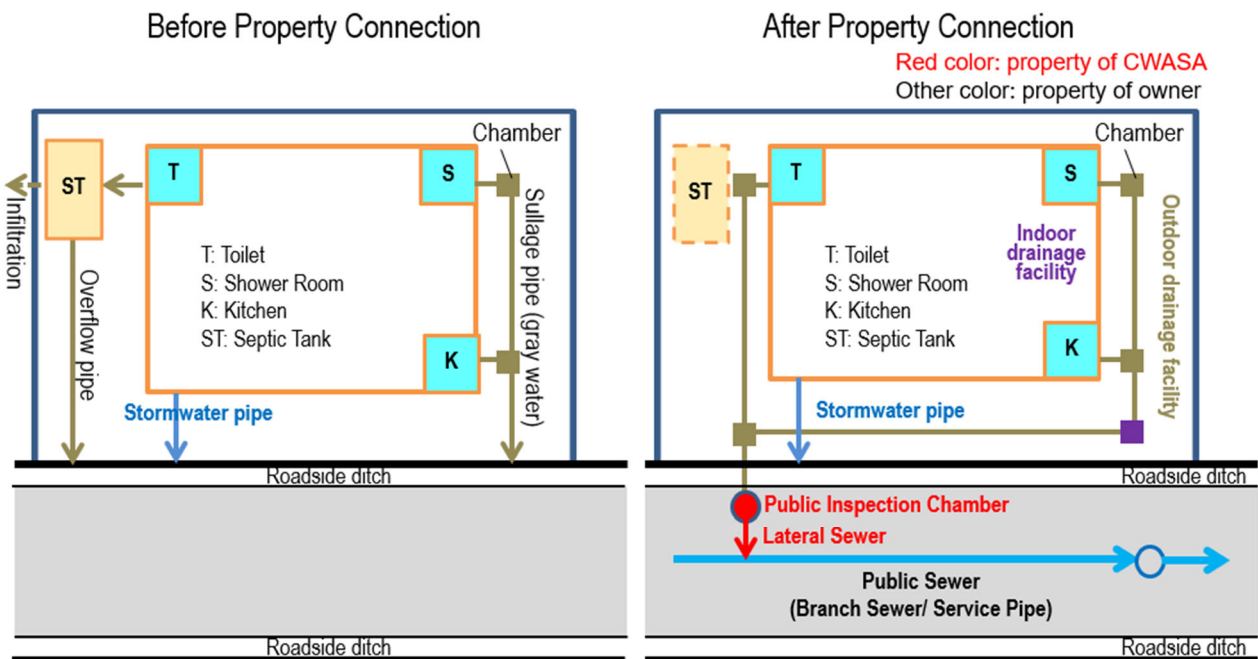 Before Property Connection
Chamber
ST
T
S
Infiltration
Overflow pipe
Sullage pipe (gray water)
T: Toilet
S: Shower Room
K: Kitchen
ST: Septic Tank
K
Stormwater pipe
Roadside ditch
Roadside ditch
After Property Connection
Red color: property of CWASA
Other color: property of owner
Chamber
ST
T
S
Indoor
drainage
facility
Outdoor drainage facility
T: Toilet
S: Shower Room
K: Kitchen
ST: Septic Tank
K
Stormwater pipe
Roadside ditch
Public Inspection Chamber
Lateral Sewer
Public Sewer
(Branch Sewer/ Service Pipe)
Roadside ditch